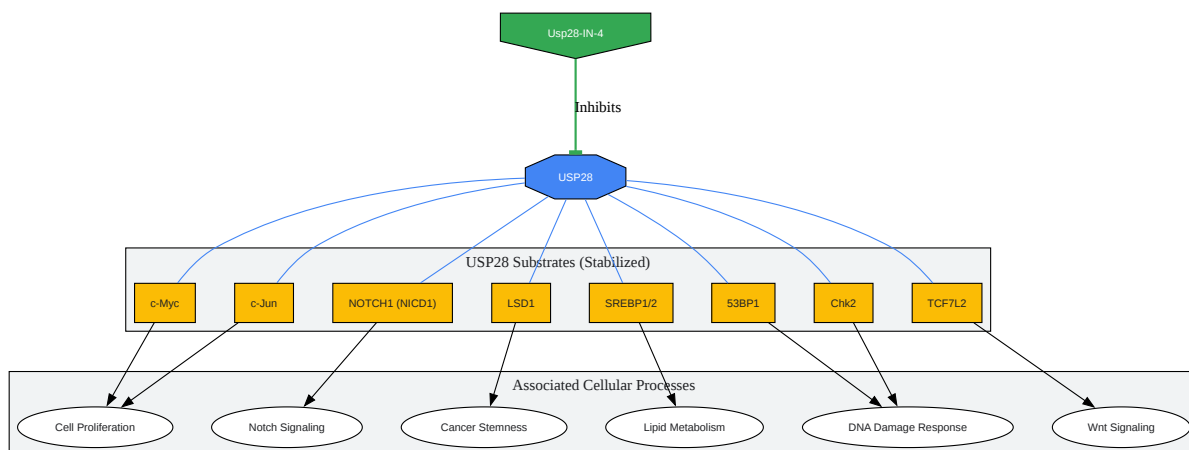 Usp28-IN-4
Inhibits
USP28
USP28 Substrates (Stabilized)
c-Myc
c-Jun
NOTCH1 (NICD1)
LSD1
SREBP1/2
53BP1
Chk2
TCF7L2
Associated Cellular Processes
Cell Proliferation
Notch Signaling
Cancer Stemness
Lipid Metabolism
DNA Damage Response
Wnt Signaling